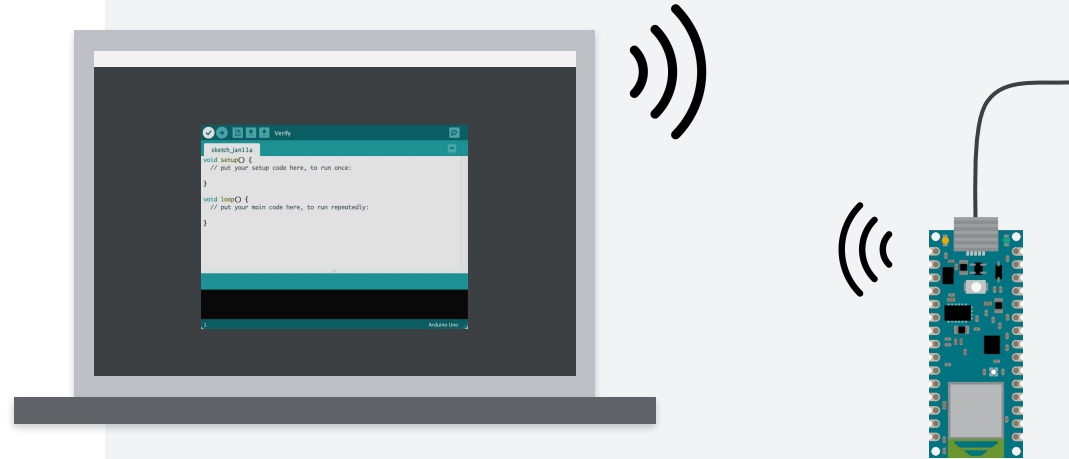 Verify
sketch_jan11a
void setup() {
// put your setup code here, to run once:
}
void loop() {
// put your main code here, to run repeatedly:
}
1
Arduino Uno